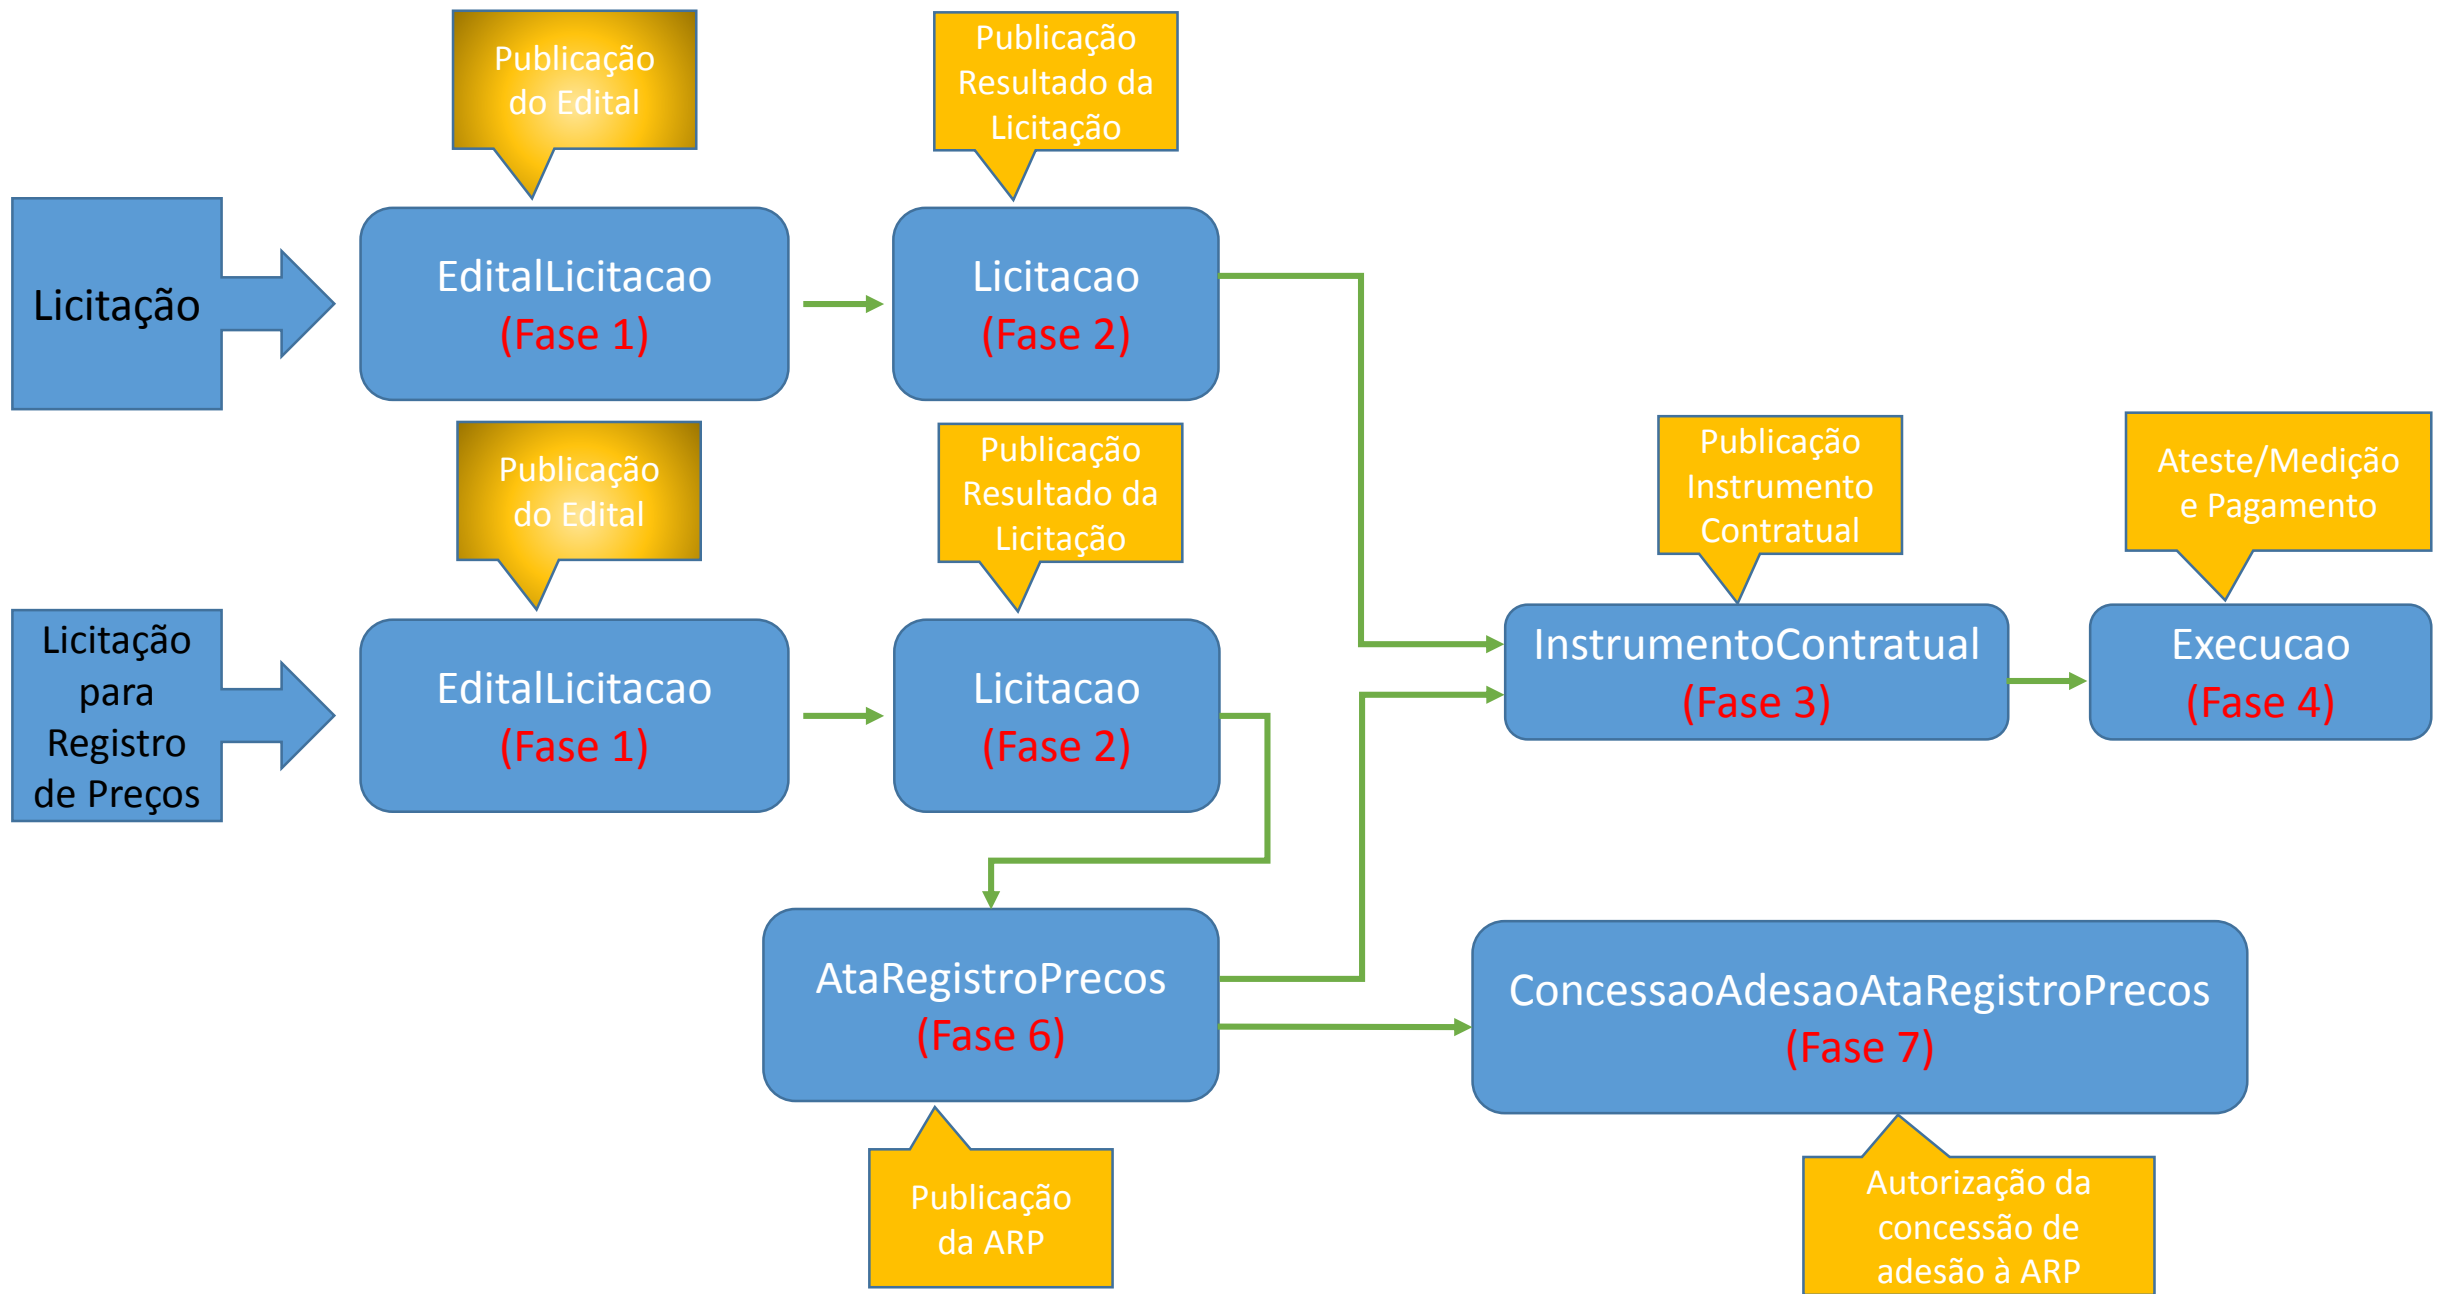 Publicação
do Edital
Publicação
Resultado da
Licitação
Licitação
EditalLicitacao
(Fase 1)
Licitacao
(Fase 2)
Publicação
do Edital
Publicação
Resultado da
Licitação
Publicação
Instrumento
Contratual
Ateste/Medição
e Pagamento
Licitação
para
Registro
de Preços
EditalLicitacao
(Fase 1)
Licitacao
(Fase 2)
InstrumentoContratual
(Fase 3)
Execucao
(Fase 4)
AtaRegistroPrecos
(Fase 6)
ConcessaoAdesaoAtaRegistroPrecos
(Fase 7)
Publicação
da ARP
Autorização da
concessão de
adesão à ARP